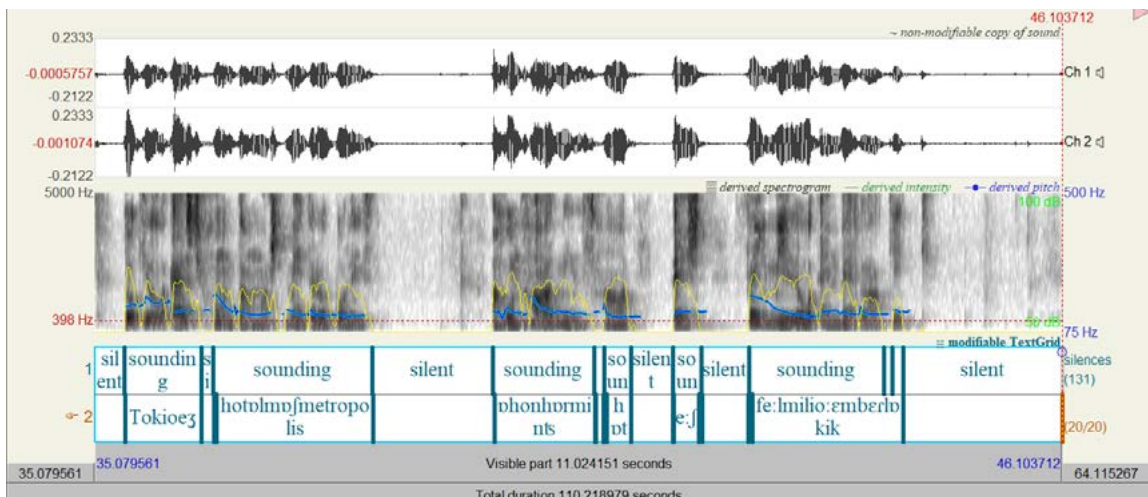 46.103712
~ non-modifiable copy of sound
0.2333
-0.0005757
-0.2122
Ch 1
0.2333
-0.001074
-0.2122
Ch 2
5000 Hz
derived spectrogram
derived intensity
derived pitch
500 Hz
100 dB
398 Hz
50 dB
75 Hz
modifiable TextGrid
1
sil
ent
soundin
g
si
sounding
silent
sounding
so
un
silen
t
so
un
silent
sounding
silent
silences
(131)
2
Tokioeʒ
hotɒlmɒʃmetropo
lis
ɒhonhɒrmi
nʦ
h
ɒt
eːʃ
feːlmilioːɛmbɛrlɒ
kik
(20/20)
35.079561
35.079561
Visible part 11.024151 seconds
46.103712
64.115267
Total duration 110.218979 seconds